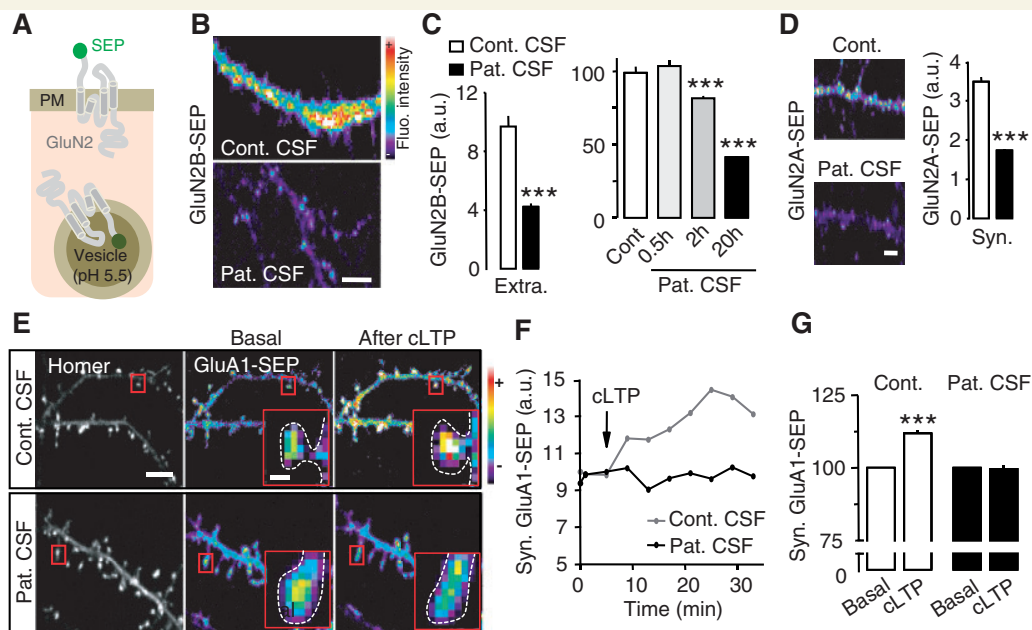 A
SEP
PM
GluN2
Vesicle
(pH 5.5)
B
GluN2B-SEP
Cont. CSF
Pat. CSF
+
Fluo. intensity
-
C
Cont. CSF
Pat. CSF
GluN2B-SEP (a.u.)
12
8
4
0
***
Extra.
100
50
0
***
***
Cont
0.5h
2h
20h
Pat. CSF
D
Cont.
Pat. CSF
GluN2A-SEP
GluN2A-SEP (a.u.)
4
3
2
1
0
***
Syn.
E
Basal
After cLTP
Cont. CSF
Homer
GluA1-SEP
+
-
Pat. CSF
F
Syn. GluA1-SEP (a.u.)
15
13
11
9
7
5
cLTP
Cont. CSF
Pat. CSF
0
10
20
30
Time (min)
G
Cont.
Pat. CSF
Syn. GluA1-SEP
125
100
75
0
***
Basal
cLTP
Basal
cLTP